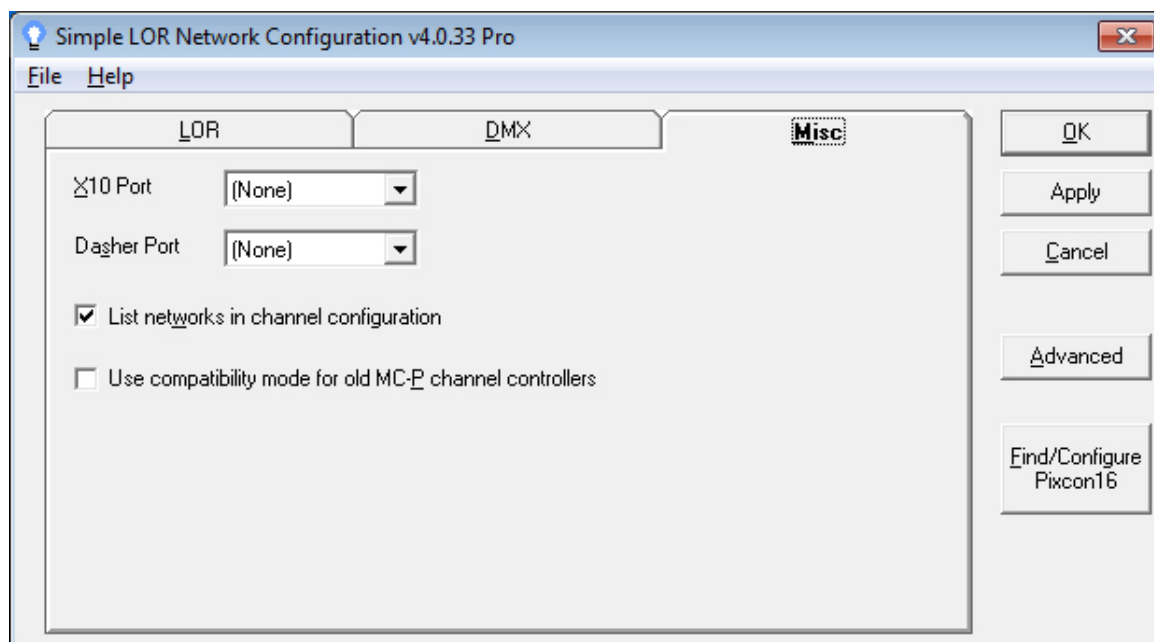 Simple LOR Network Configuration v4.0.33 Pro
File Help
LOR DMX Misc
X10 Port (None)
Dasher Port (None)
List networks in channel configuration
Use compatibility mode for old MC-P channel controllers
OK
Apply
Cancel
Advanced
Find/Configure
Pixcon16